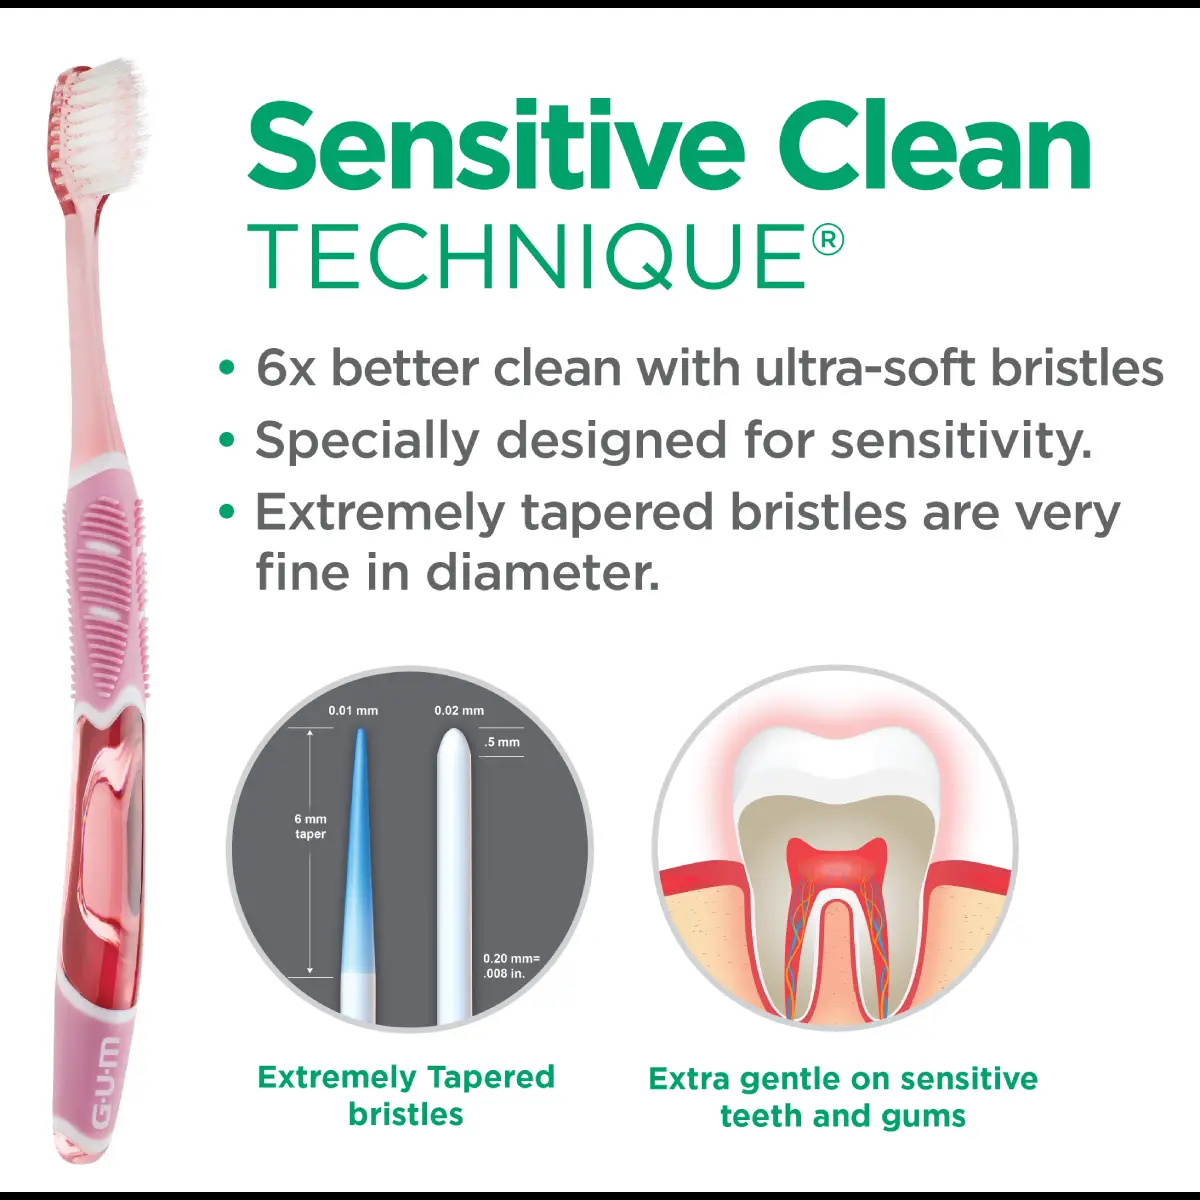 Sensitive Clean
TECHNIQUE®
• 6x better clean with ultra-soft bristles
• Specially designed for sensitivity.
• Extremely tapered bristles are very
fine in diameter.
0.01 mm
0.02 mm
.5 mm
6 mm
taper
0.20 mm=
.008 in.
Extremely Tapered
bristles
Extra gentle on sensitive
teeth and gums
G·U·M